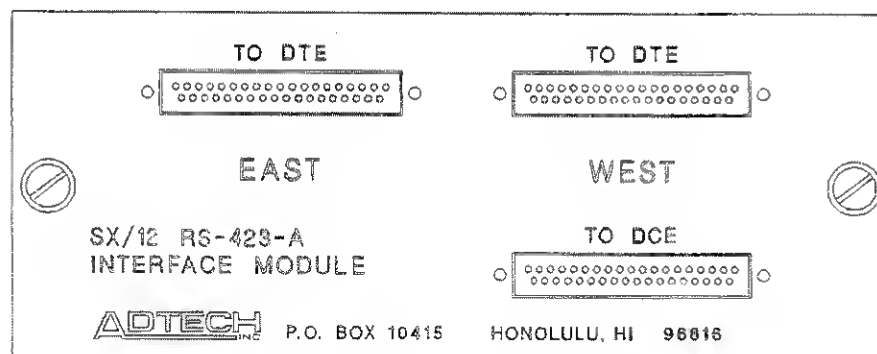 TO DTE
TO DTE
EAST
WEST
SX/12 RS-423-A
INTERFACE MODULE
TO DCE
ADTECH INC
P.O. BOX 10415 HONOLULU, HI 96816